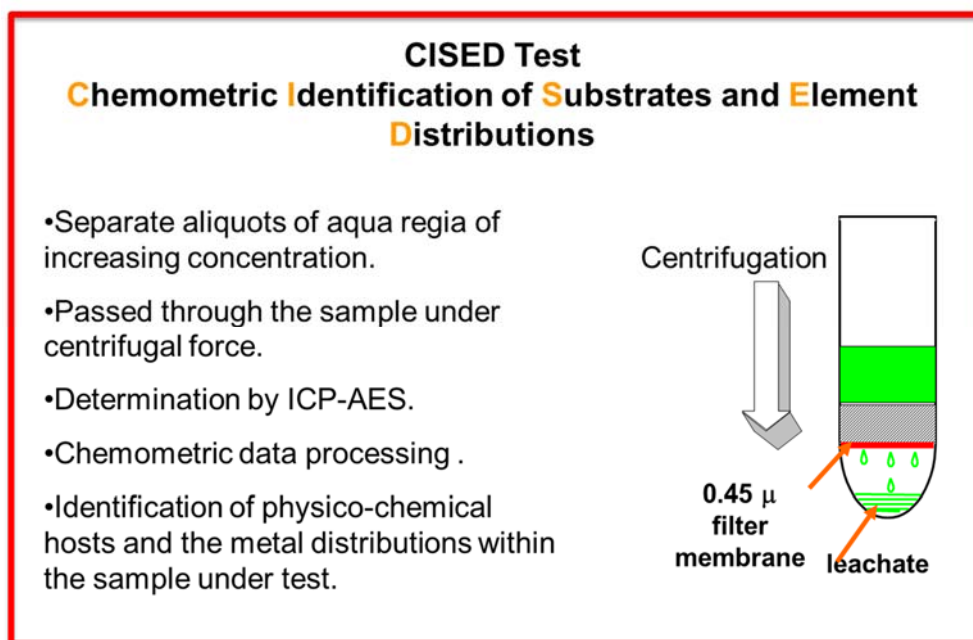 CISED Test
Chemometric Identification of Substrates and Element
Distributions
•Separate aliquots of aqua regia of
increasing concentration.
•Passed through the sample under
centrifugal force.
•Determination by ICP-AES.
•Chemometric data processing .
•Identification of physico-chemical
hosts and the metal distributions within
the sample under test.
Centrifugation
0.45 μ
filter
membrane
leachate